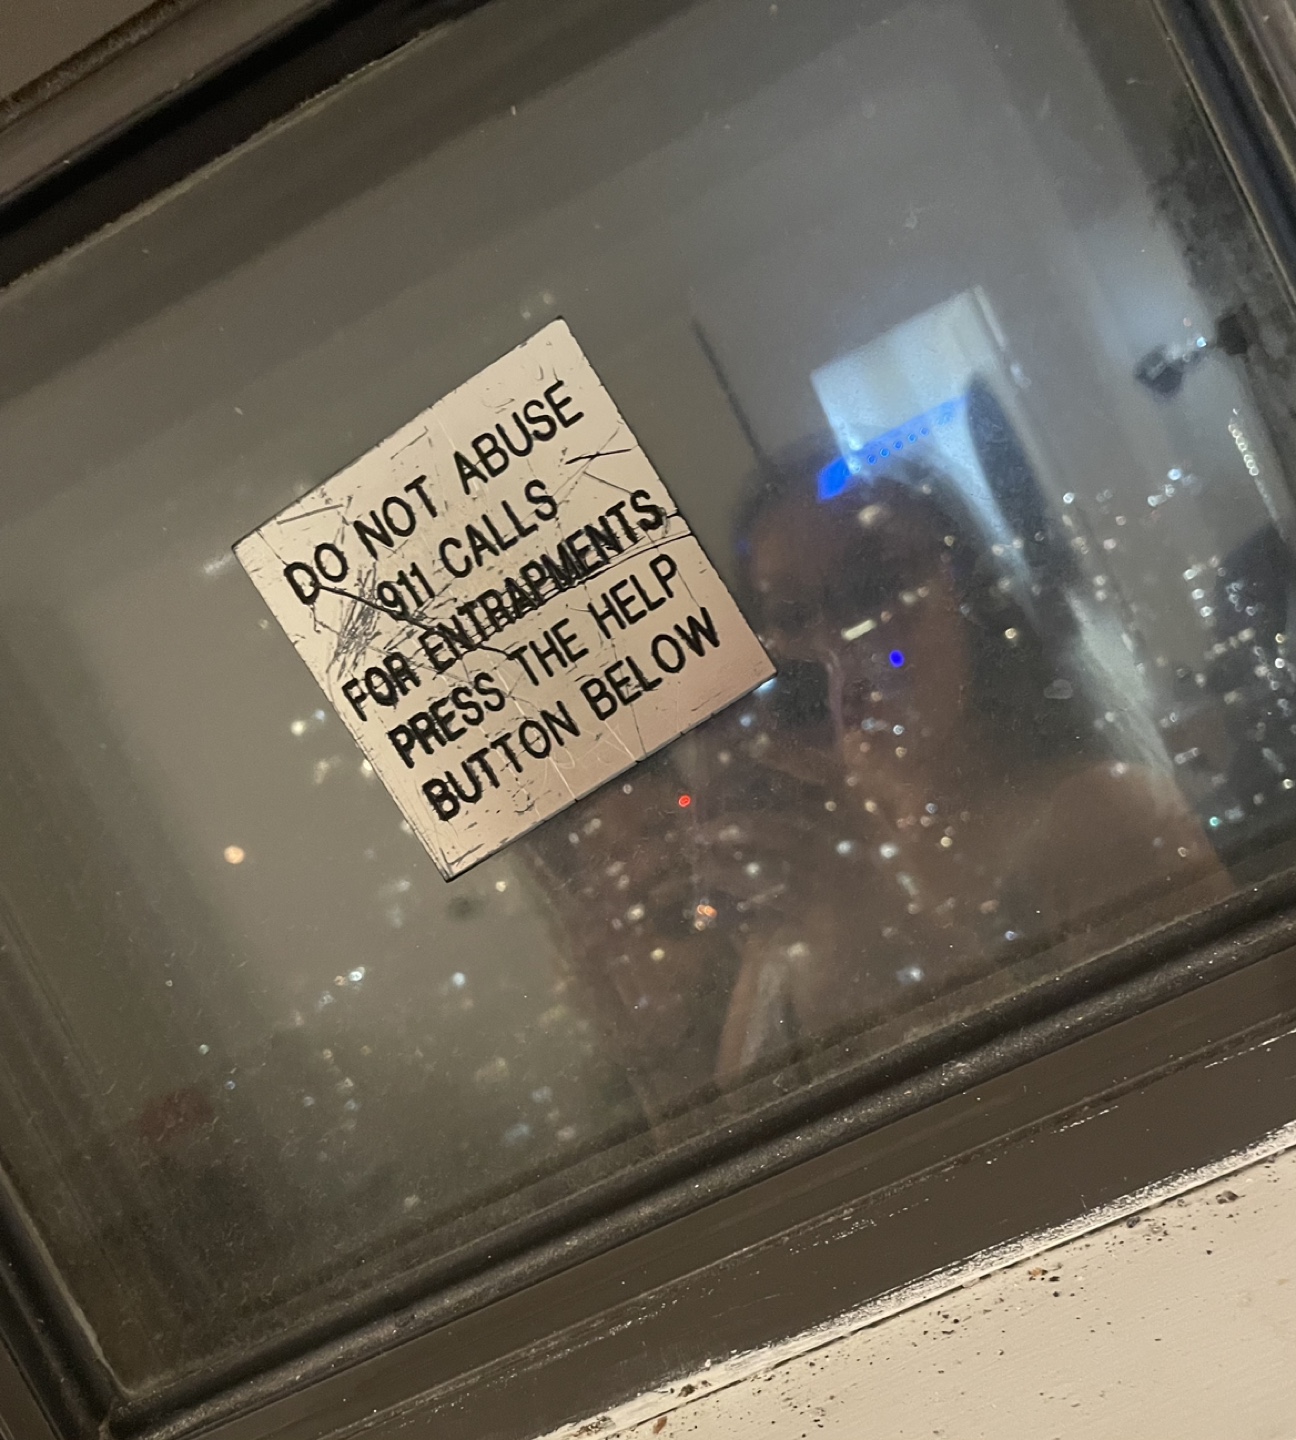 DO NOT ABUSE
911 CALLS
FOR ENTRAPMENTS
PRESS THE HELP
BUTTON BELOW